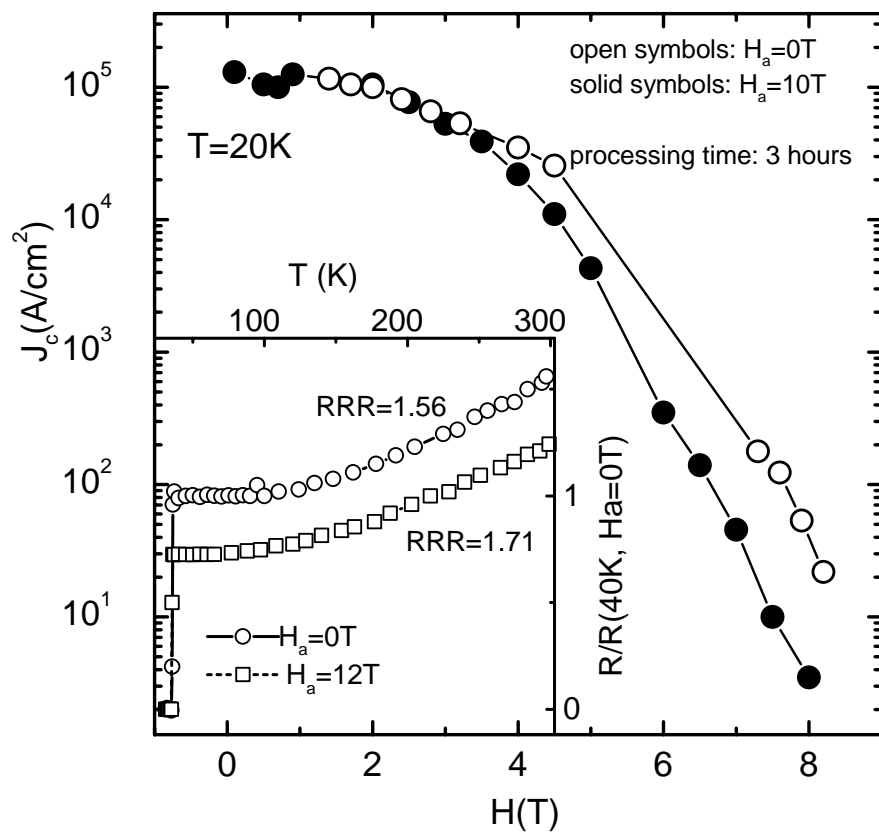 open symbols: H_a=0T
solid symbols: H_a=10T
T=20K
processing time: 3 hours
J_c(A/cm^2)
10^5
10^4
10^3
10^2
10^1
T (K)
100 200 300
RRR=1.56
RRR=1.71
H_a=0T
H_a=12T
1
0
R/R(40K, Ha=0T)
0 2 4 6 8
H(T)